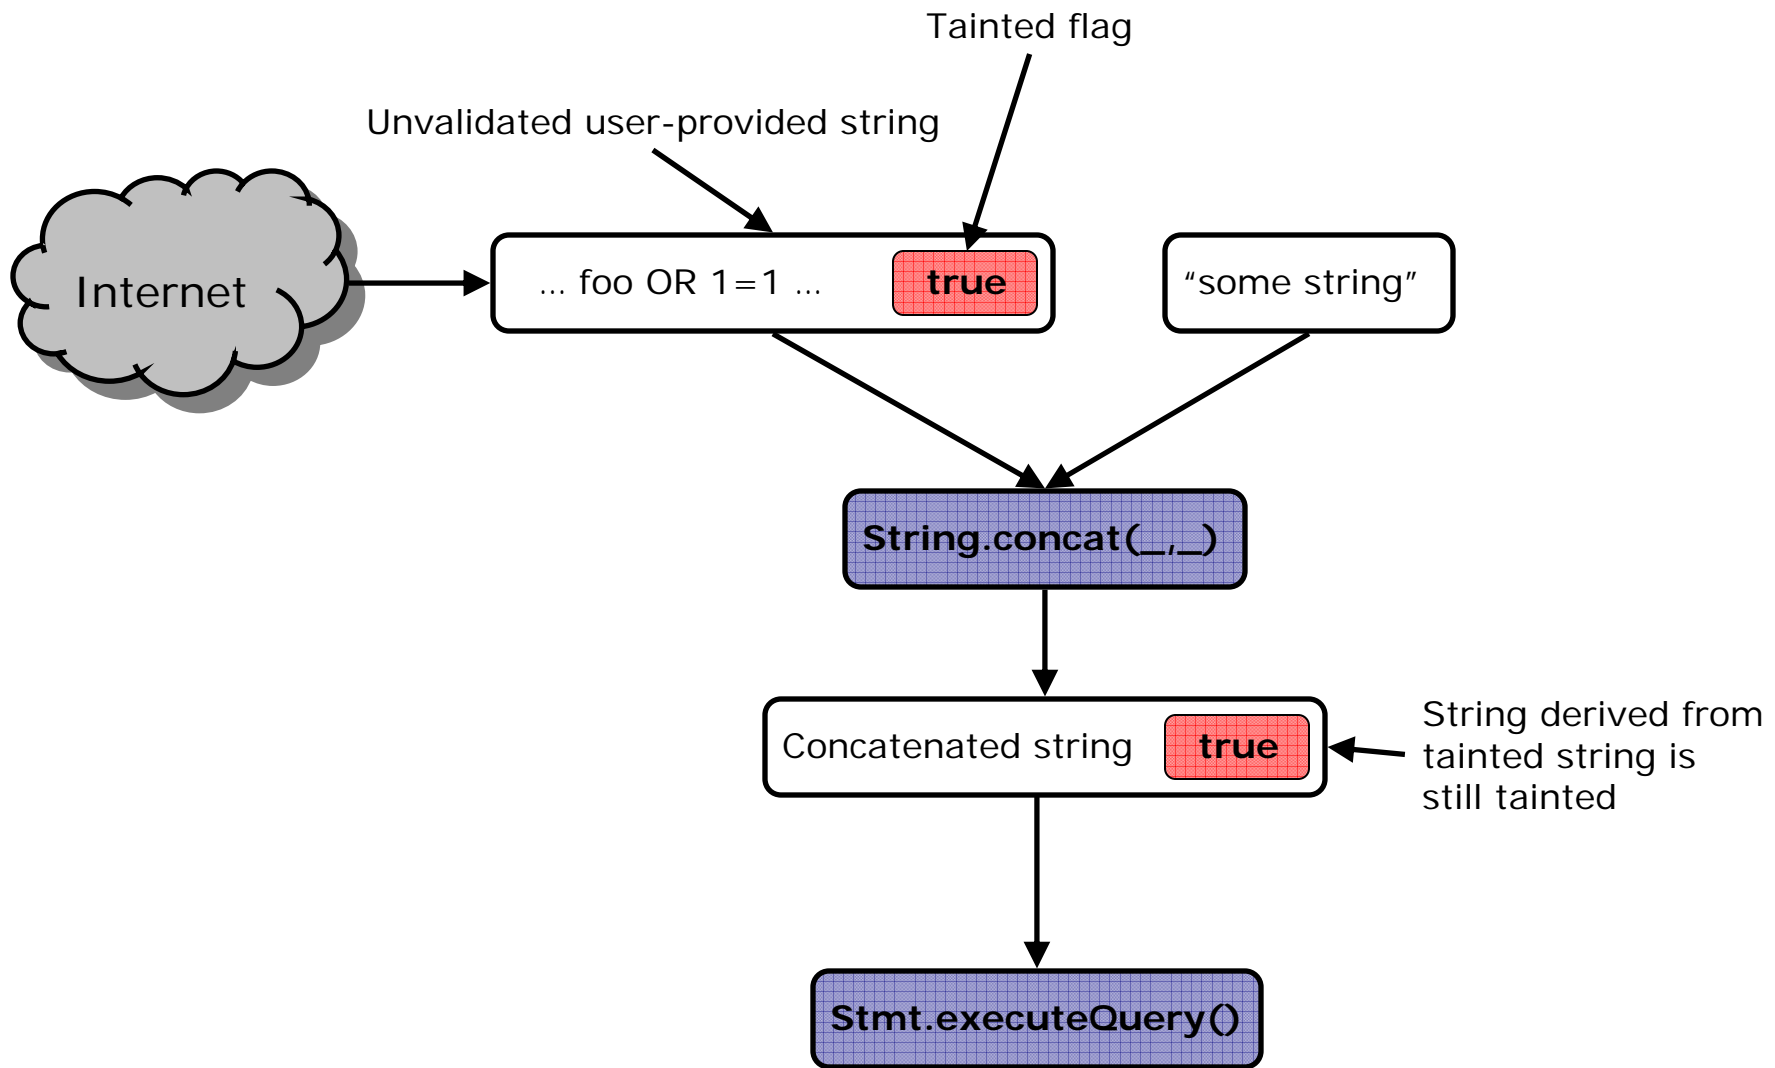 Tainted flag
Unvalidated user-provided string
Internet
... foo OR 1=1 ...
true
“some string”
String.concat(_,_)
Concatenated string
true
String derived from
tainted string is
still tainted
Stmt.executeQuery()